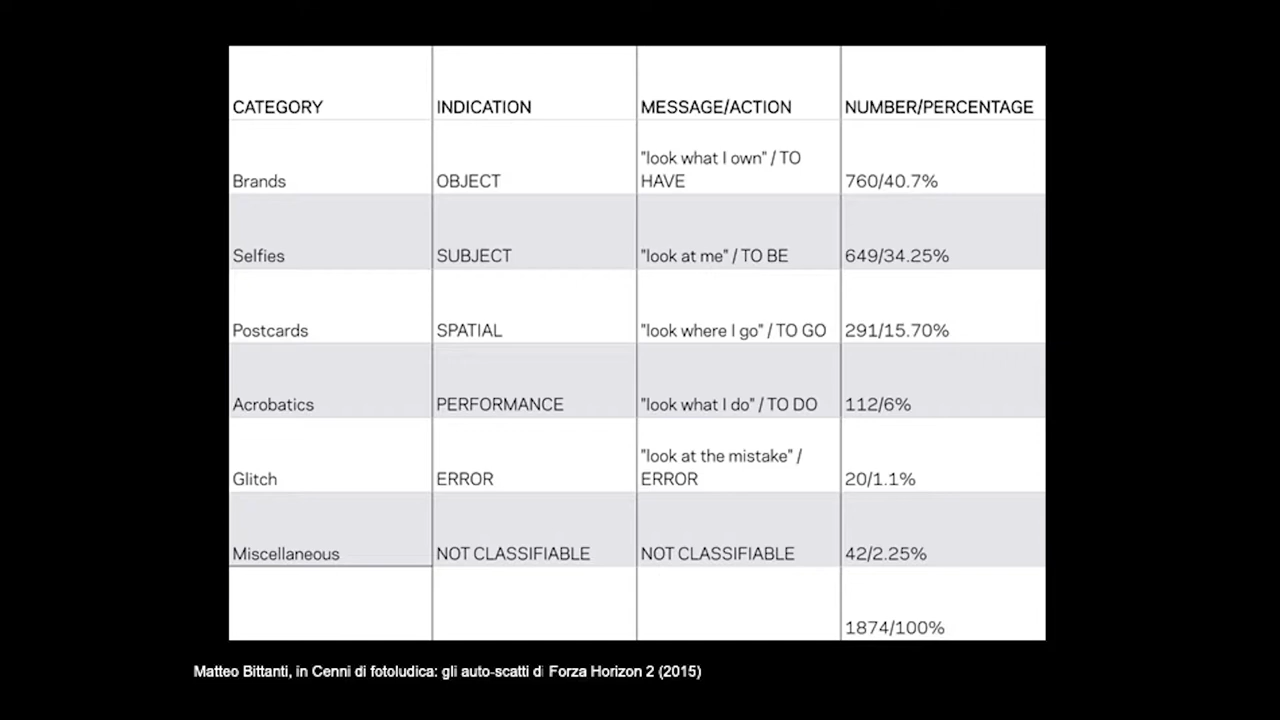 CATEGORY INDICATION MESSAGE/ACTION NUMBER/PERCENTAGE
"look what I own" / TO
Brands OBJECT HAVE 760/40.7%
Selfies SUBJECT "look at me" / TO BE 649/34.25%
Postcards SPATIAL "look where I go" / TO GO 291/15.70%
Acrobatics PERFORMANCE "look what I do" / TO DO 112/6%
"look at the mistake" /
Glitch ERROR ERROR 20/1.1%
Miscellaneous NOT CLASSIFIABLE NOT CLASSIFIABLE 42/2.25%
1874/100%
Matteo Bittanti, in Cenni di fotoludica: gli auto-scatti di Forza Horizon 2 (2015)